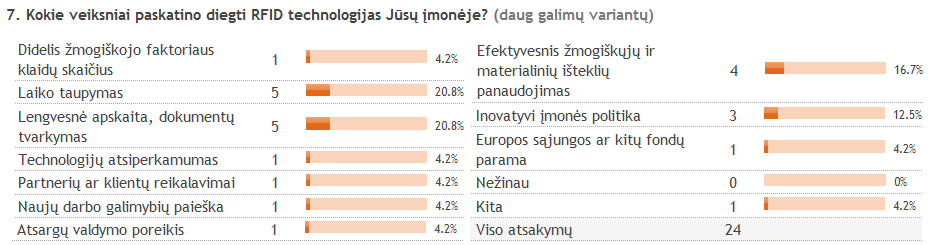 7. Kokie veiksniai paskatino diegti RFID technologijas Jūsų įmonėje? (daug galimų variantų)
Didelis žmogiškojo faktoriaus
klaidų skaičius 1 4.2%
Laiko taupymas 5 20.8%
Lengvesnė apskaita, dokumentų
tvarkymas 5 20.8%
Technologijų atsiperkamumas 1 4.2%
Partnerių ar klientų reikalavimai 1 4.2%
Naujų darbo galimybių paieška 1 4.2%
Atsargų valdymo poreikis 1 4.2%
Efektyvesnis žmogiškųjų ir
materialinių išteklių 4 16.7%
panaudojimas
Inovatyvi įmonės politika 3 12.5%
Europos sąjungos ar kitų fondų
parama 1 4.2%
Nežinau 0 0%
Kita 1 4.2%
Viso atsakymų 24